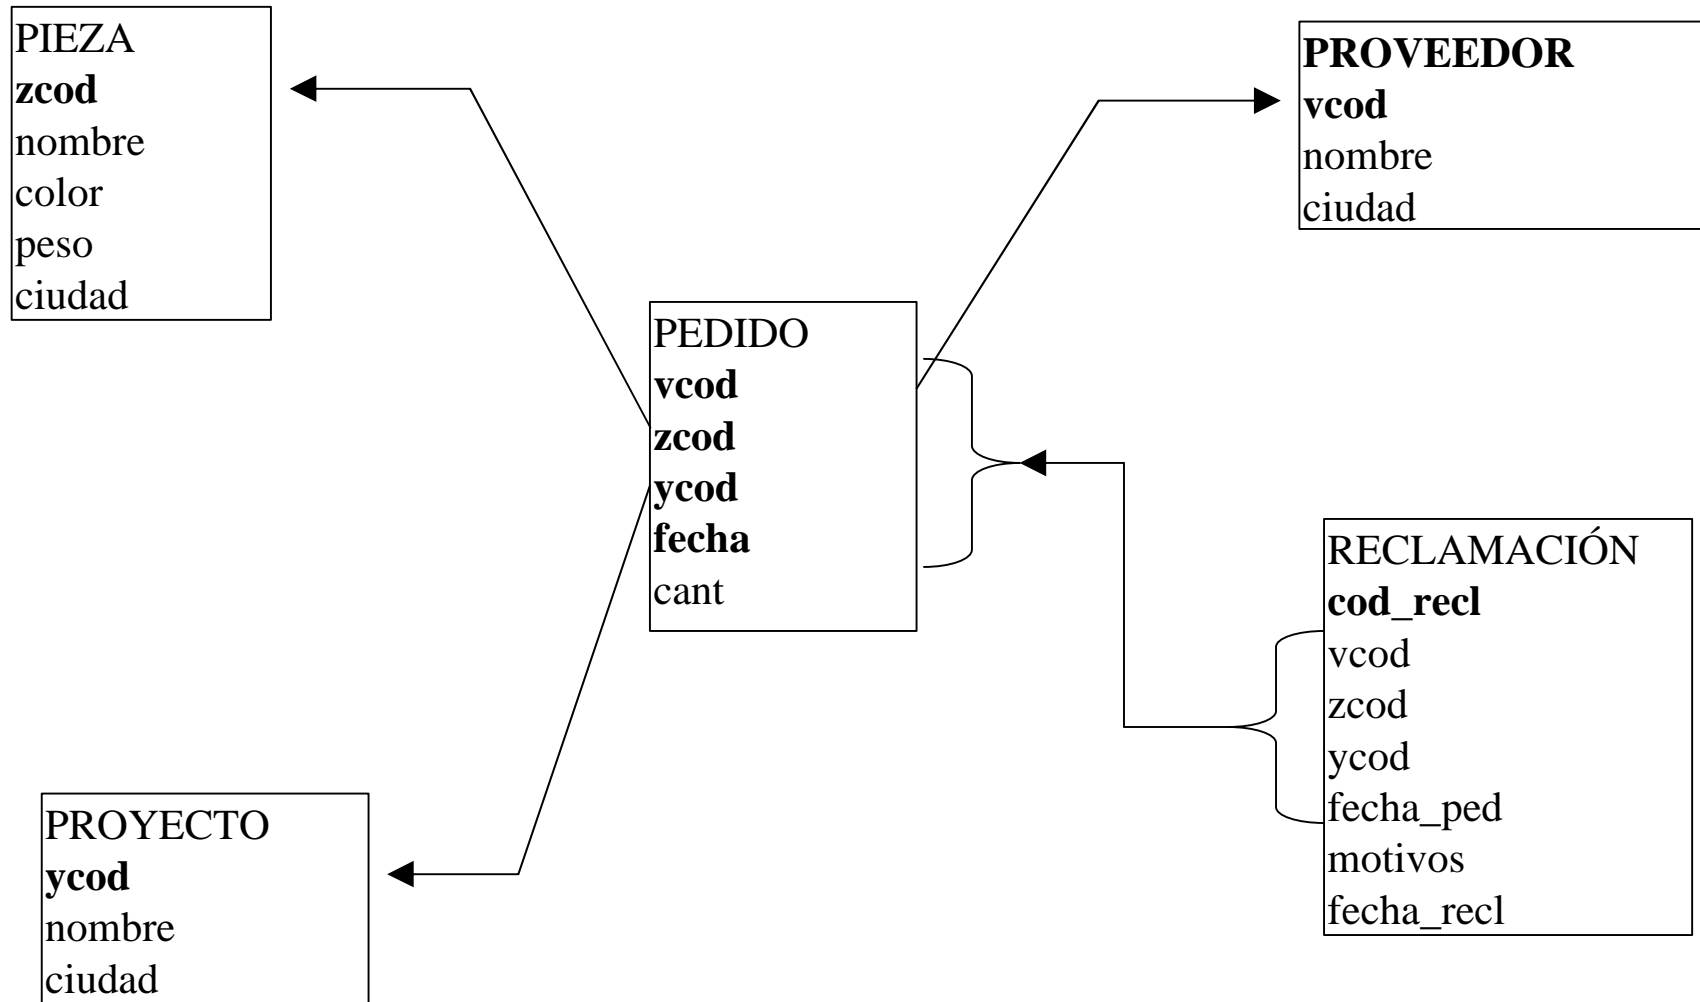 PIEZA
zcod
nombre
color
peso
ciudad
PROVEEDOR
vcod
nombre
ciudad
PEDIDO
vcod
zcod
ycod
fecha
cant
RECLAMACIÓN
cod_recl
vcod
zcod
ycod
fecha_ped
motivos
fecha_recl
PROYECTO
ycod
nombre
ciudad